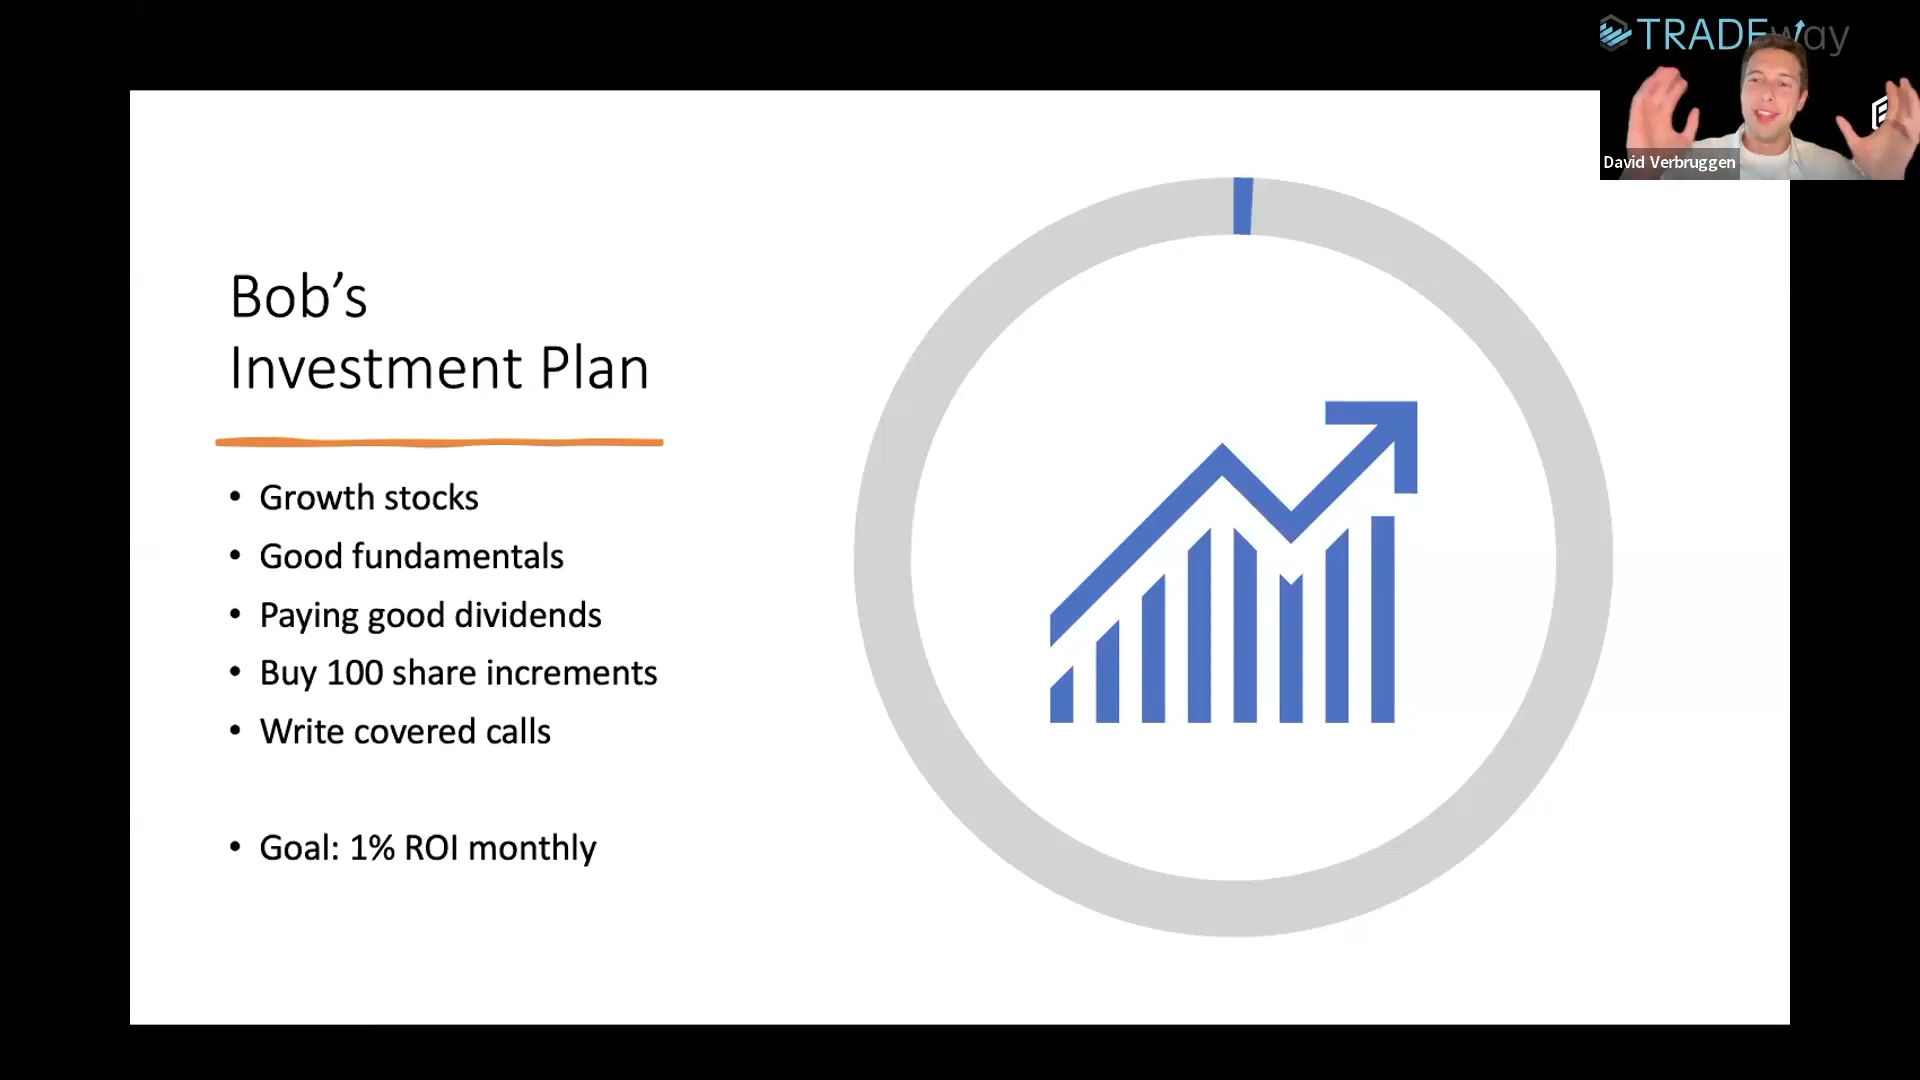 TRADEway
David Verbruggen
Bob’s
Investment Plan
• Growth stocks
• Good fundamentals
• Paying good dividends
• Buy 100 share increments
• Write covered calls
• Goal: 1% ROI monthly